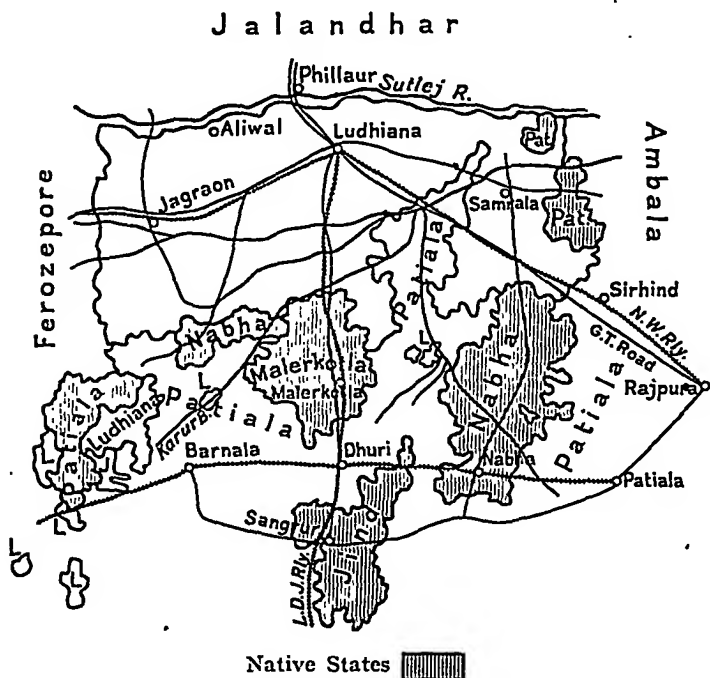 Jalandhar
Phillaur
Sutlej R.
Aliwal
Ludhiana
Pat.
Ambala
Jagraon
Samrala
Pat.
Ferozepore
Patiala
Sirhind
N.W.Rly.
G.T.Road
Nabha
L
Rajpura
Malerkotla
Malerkotla
Nabha
Patiala
Patiala
Ludhiana
L
Patiala
Barnala
Dhuri
Nabha
Patiala
L
L
L
Sangrur
Jind
L
L
L
L.D.J.Rly.
Native States